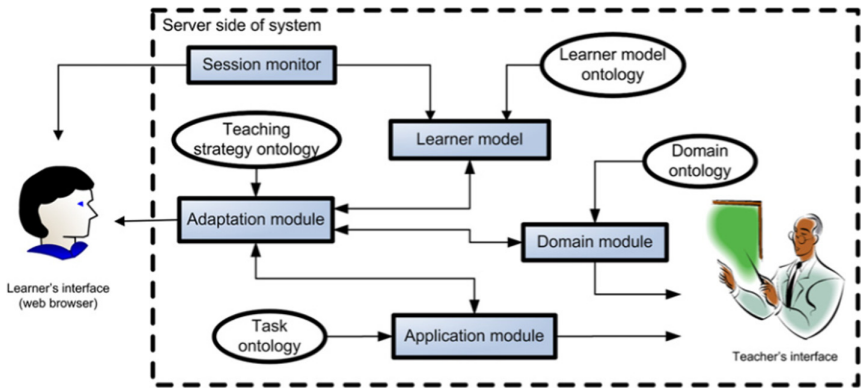 Server side of system
Session monitor
Learner model
ontology
Teaching
strategy ontology
Learner model
Domain
ontology
Adaptation module
Domain module
Learner's interface
(web browser)
Task
ontology
Application module
Teacher's interface